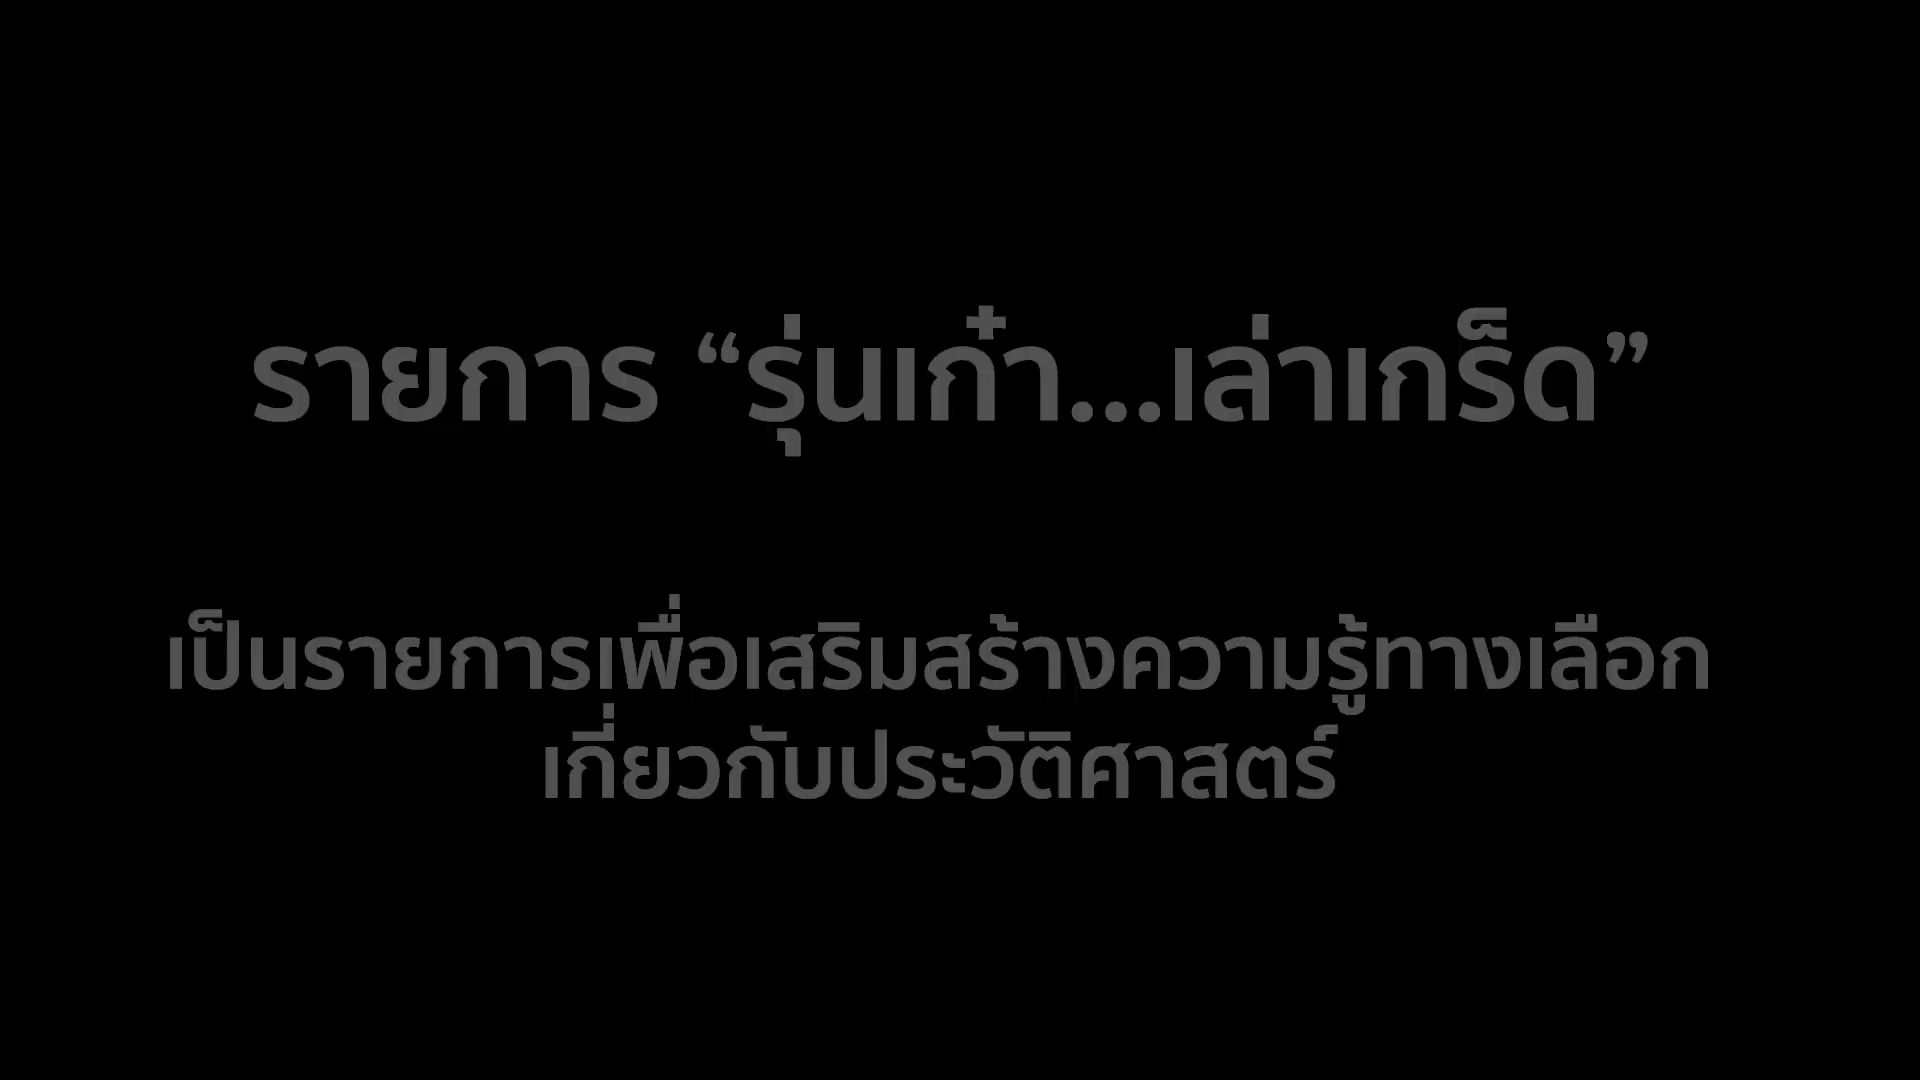 รายการ “รุ่นเก๋า...เล่าเกร็ด”
เป็นรายการเพื่อเสริมสร้างความรู้ทางเลือก
เกี่ยวกับประวัติศาสตร์